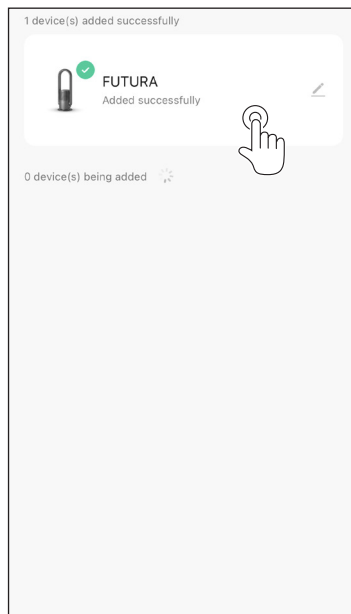 1 device(s) added successfully
FUTURA
Added successfully
0 device(s) being added